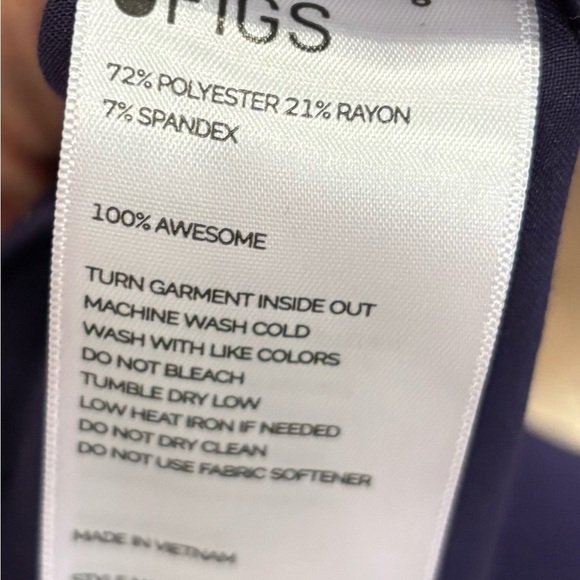 FIGS
72% POLYESTER 21% RAYON
7% SPANDEX
100% AWESOME
TURN GARMENT INSIDE OUT
MACHINE WASH COLD
WASH WITH LIKE COLORS
DO NOT BLEACH
TUMBLE DRY LOW
LOW HEAT IRON IF NEEDED
DO NOT DRY CLEAN
DO NOT USE FABRIC SOFTENER
MADE IN VIETNAM